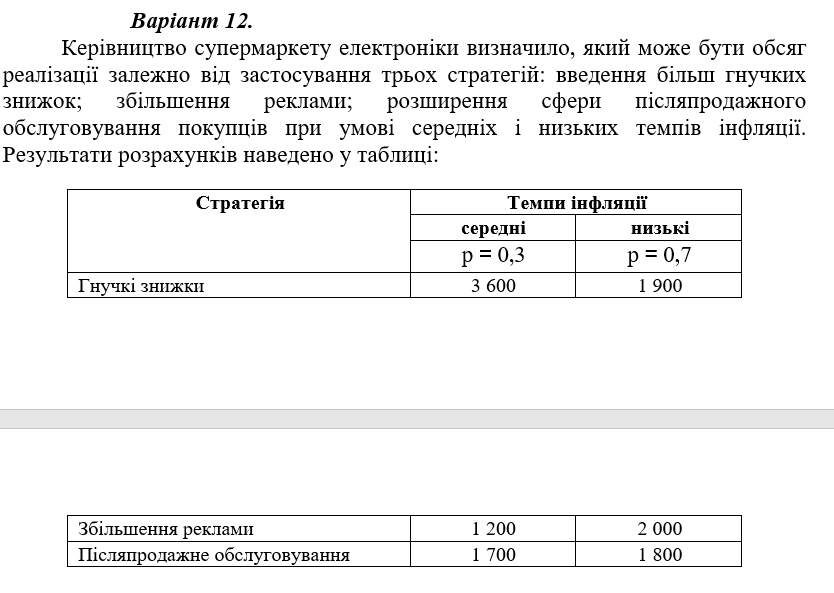 Варіант 12.
Керівництво супермаркету електроніки визначило, який може бути обсяг
реалізації залежно від застосування трьох стратегій: введення більш гнучких
знижок; збільшення реклами; розширення сфери післяпродажного
обслуговування покупців при умові середніх і низьких темпів інфляції.
Результати розрахунків наведено у таблиці:
Стратегія Темпи інфляції
середні низькі
p = 0,3 p = 0,7
Гнучкі знижки 3 600 1 900
Збільшення реклами 1 200 2 000
Післяпродажне обслуговування 1 700 1 800